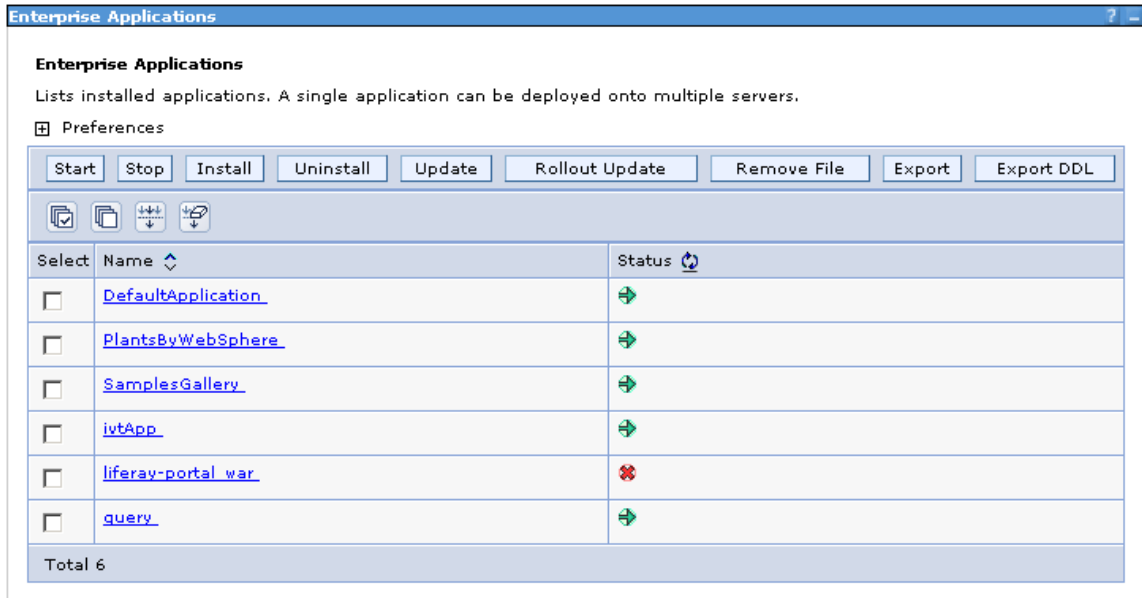 Enterprise Applications ? –
Enterprise Applications
Lists installed applications. A single application can be deployed onto multiple servers.
Preferences
Start Stop Install Uninstall Update Rollout Update Remove File Export Export DDL
Select Name Status
DefaultApplication
PlantsByWebSphere
SamplesGallery
ivtApp
liferay-portal_war
query
Total 6